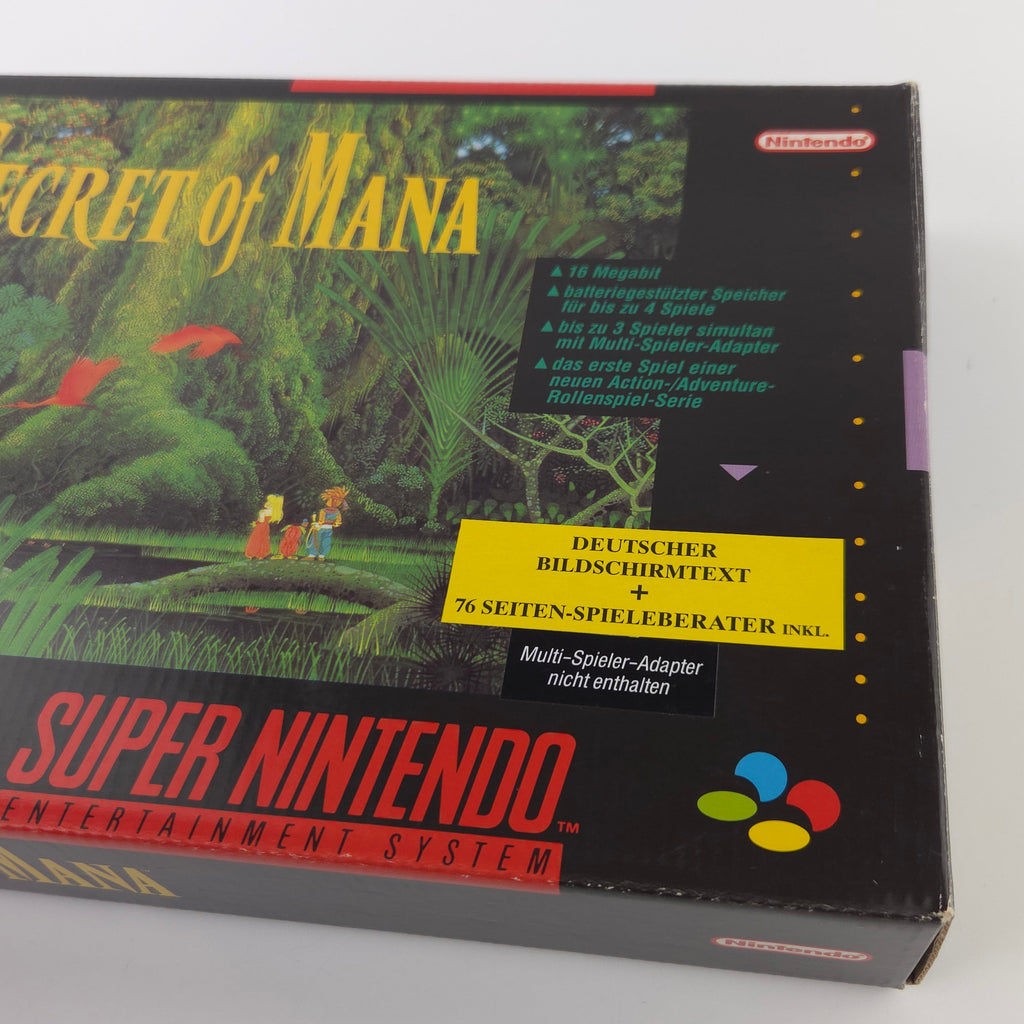 SECRET of MANA
Nintendo
▲ 16 Megabit
▲ batteriegestützter Speicher
für bis zu 4 Spiele
▲ bis zu 3 Spieler simultan
mit Multi-Spieler-Adapter
▲ das erste Spiel einer
neuen Action-/Adventure-
Rollenspiel-Serie
DEUTSCHER
BILDSCHIRMTEXT
+
76 SEITEN-SPIELEBERATER INKL.
Multi-Spieler-Adapter
nicht enthalten
SUPER NINTENDO™
ENTERTAINMENT SYSTEM
MANA
Nintendo